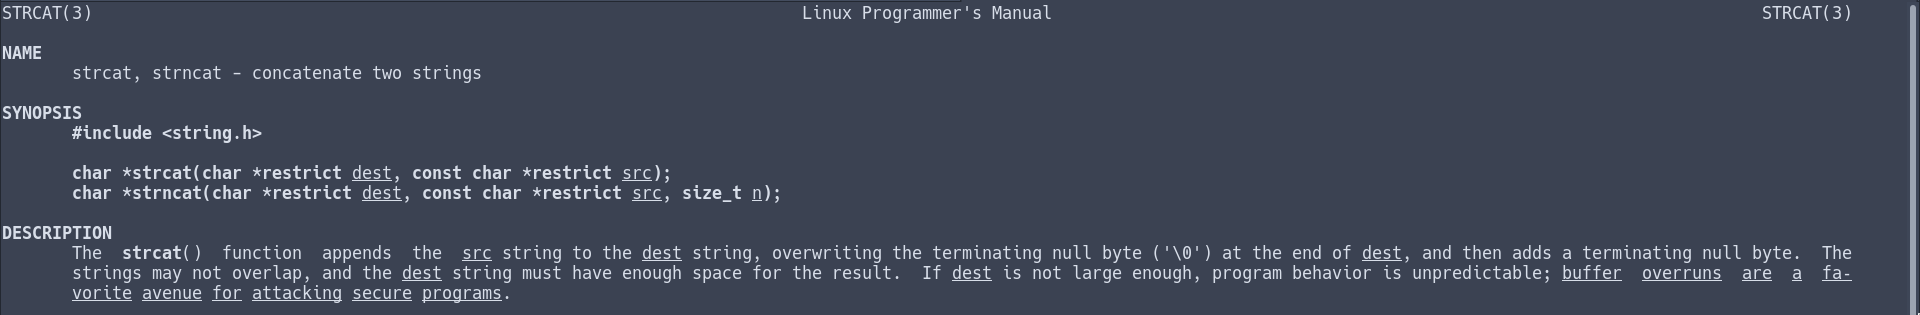 STRCAT(3) Linux Programmer's Manual STRCAT(3)
NAME
strcat, strncat - concatenate two strings
SYNOPSIS
#include <string.h>
char *strcat(char *restrict dest, const char *restrict src);
char *strncat(char *restrict dest, const char *restrict src, size_t n);
DESCRIPTION
The strcat() function appends the src string to the dest string, overwriting the terminating null byte ('\0') at the end of dest, and then adds a terminating null byte. The
strings may not overlap, and the dest string must have enough space for the result. If dest is not large enough, program behavior is unpredictable; buffer overruns are a fa-
vorite avenue for attacking secure programs.